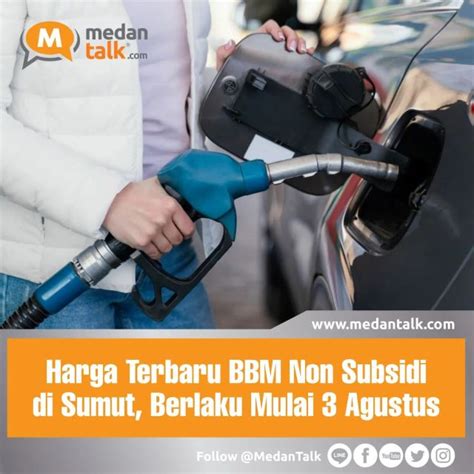 medan
talk
.com
www.medantalk.com
Harga Terbaru BBM Non Subsidi
di Sumut, Berlaku Mulai 3 Agustus
Follow @MedanTalk